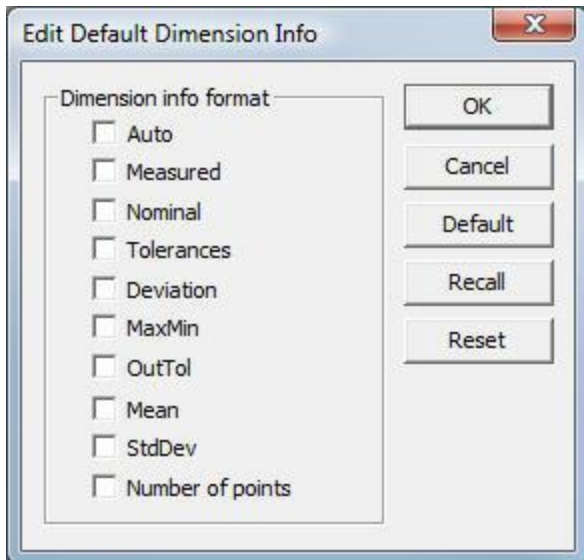 Edit Default Dimension Info
Dimension info format
Auto
Measured
Nominal
Tolerances
Deviation
MaxMin
OutTol
Mean
StdDev
Number of points
OK
Cancel
Default
Recall
Reset